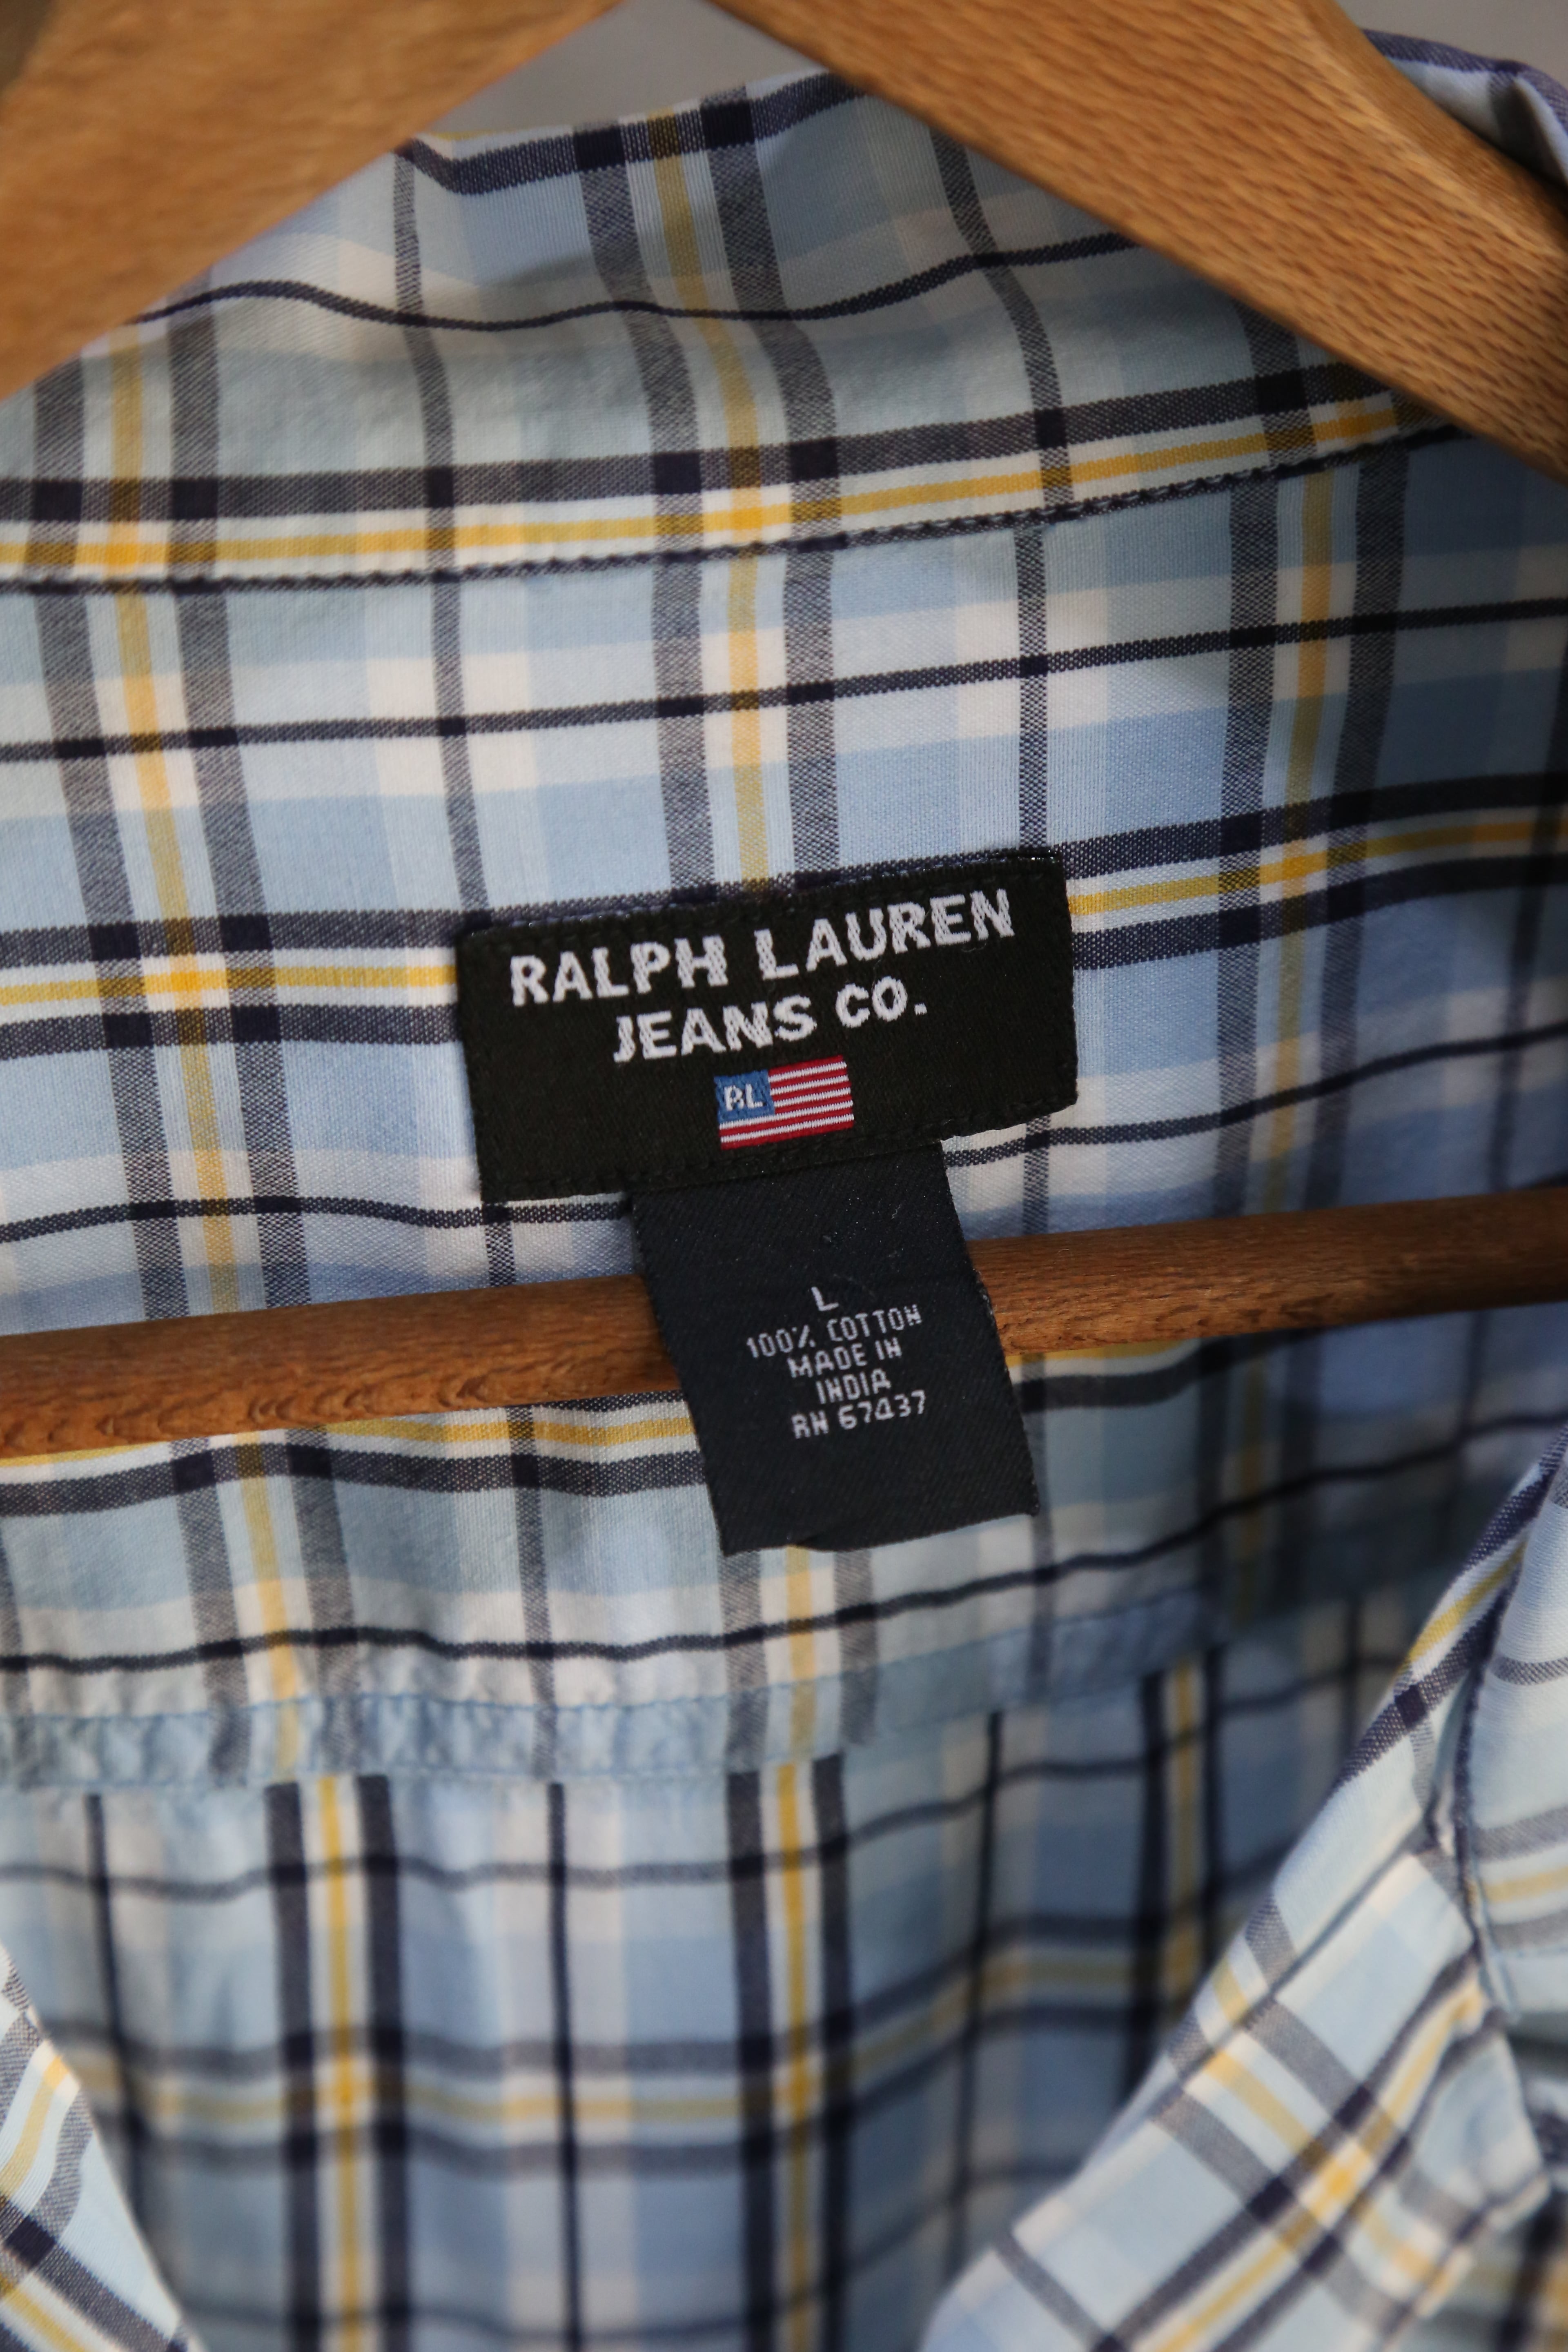 RALPH LAUREN
JEANS CO.
RL
L
100% COTTON
MADE IN
INDIA
RN 67437